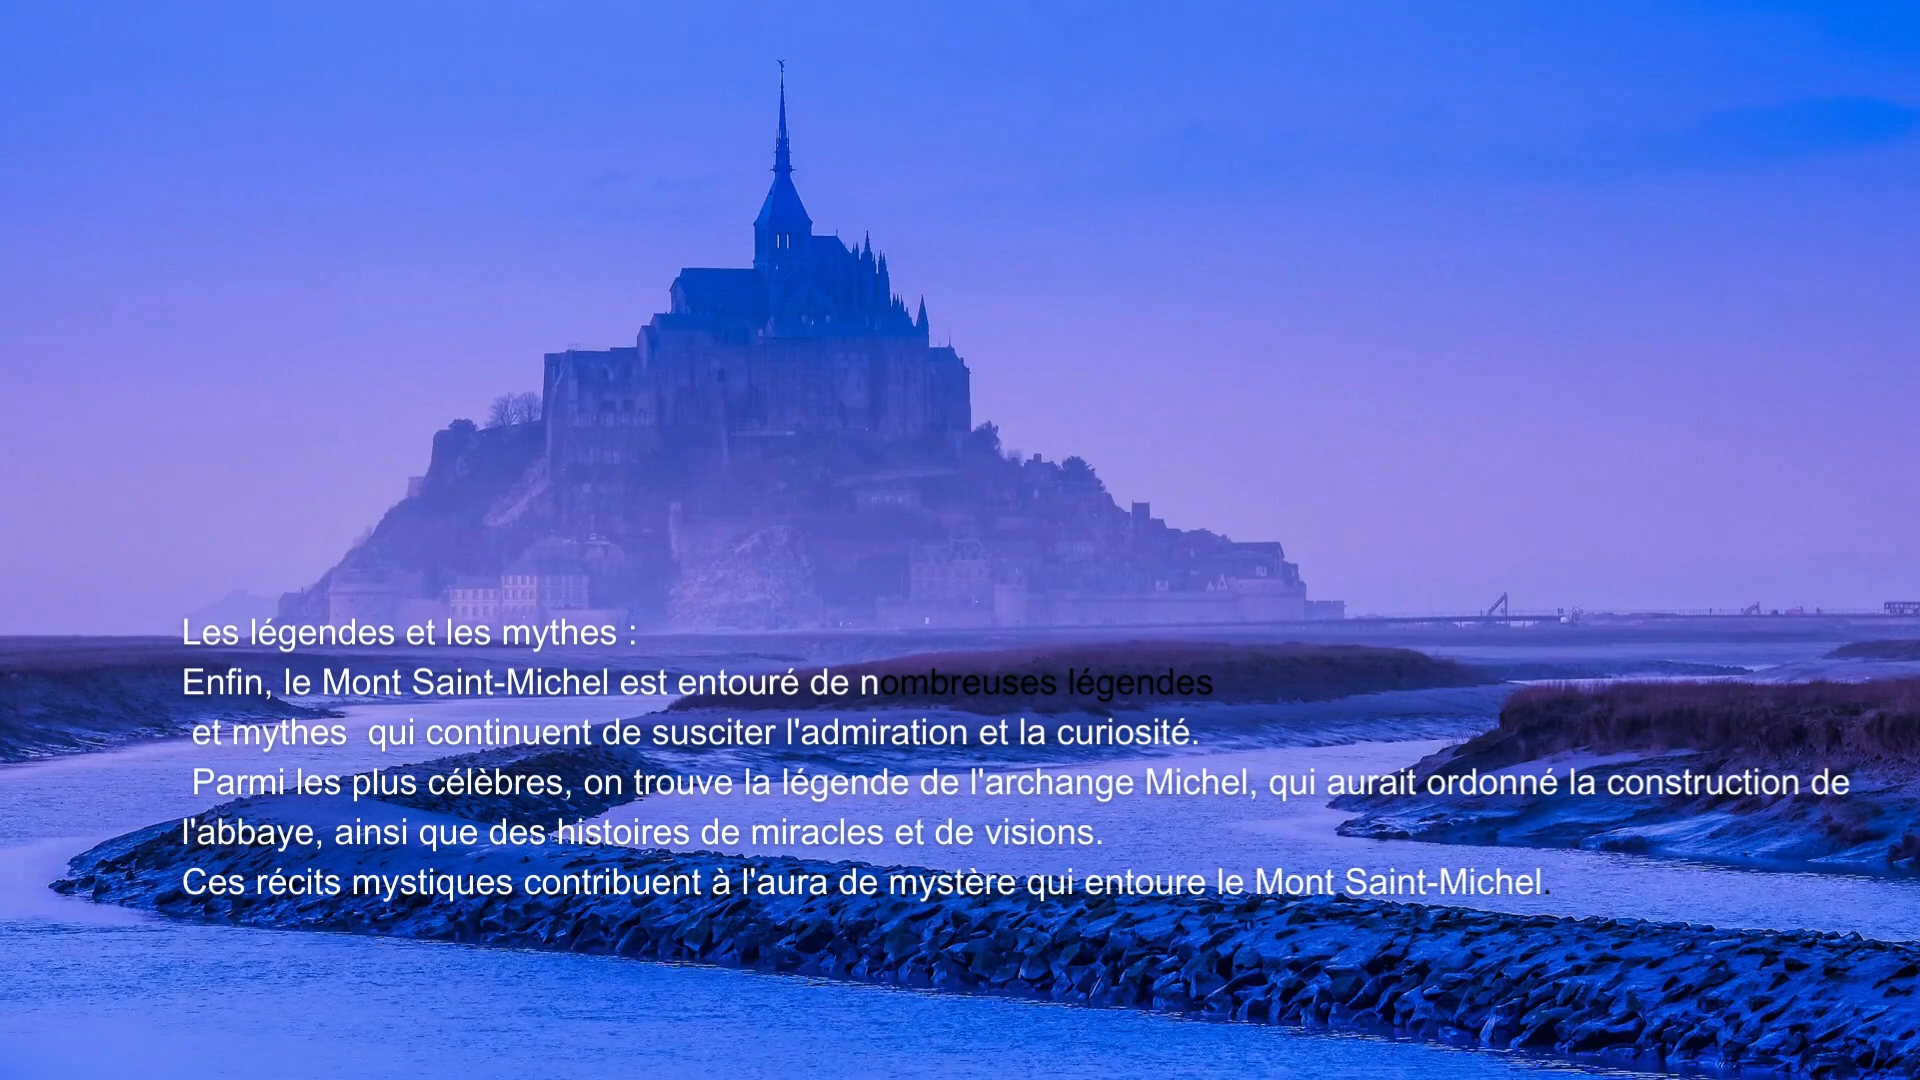 Les légendes et les mythes :
Enfin, le Mont Saint-Michel est entouré de nombreuses légendes
et mythes  qui continuent de susciter l'admiration et la curiosité.
Parmi les plus célèbres, on trouve la légende de l'archange Michel, qui aurait ordonné la construction de
l'abbaye, ainsi que des histoires de miracles et de visions.
Ces récits mystiques contribuent à l'aura de mystère qui entoure le Mont Saint-Michel.